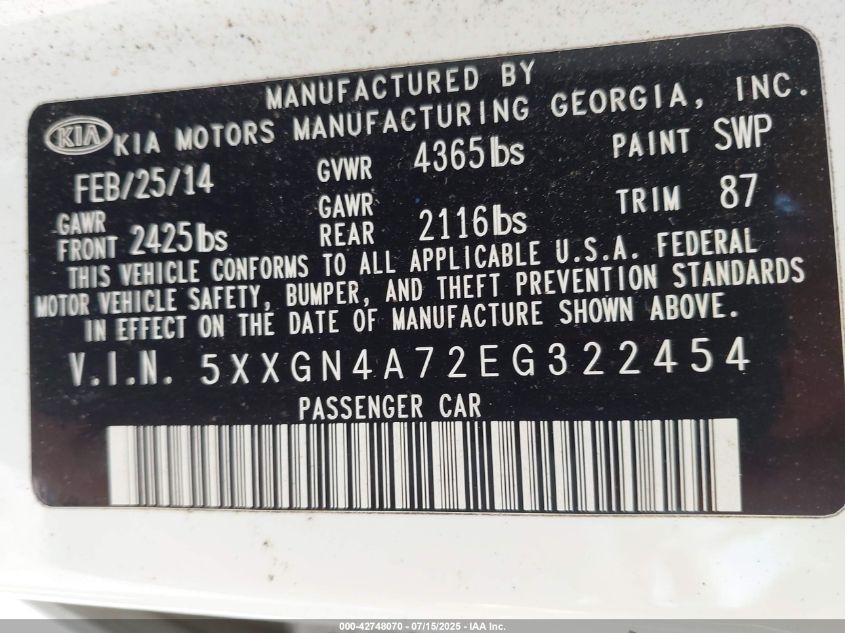 MANUFACTURED BY
KIA KIA MOTORS MANUFACTURING GEORGIA, INC.
FEB/25/14 GVWR 4365lbs PAINT SWP
GAWR FRONT 2425lbs GAWR REAR 2116lbs TRIM 87
THIS VEHICLE CONFORMS TO ALL APPLICABLE U.S.A. FEDERAL
MOTOR VEHICLE SAFETY, BUMPER, AND THEFT PREVENTION STANDARDS
IN EFFECT ON THE DATE OF MANUFACTURE SHOWN ABOVE.
V.I.N. 5XXGN4A72EG322454
PASSENGER CAR
000-42748070 - 07/15/2025 - IAA Inc.